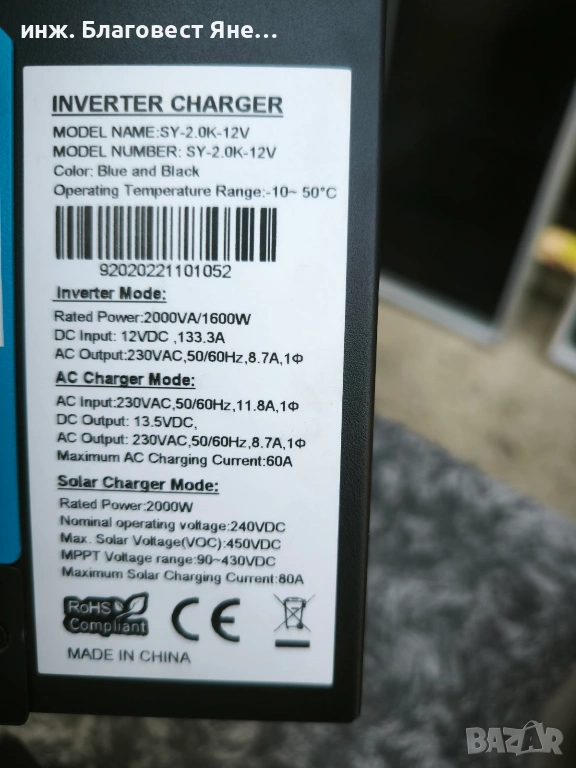 инж. Благовест Яне...
INVERTER CHARGER
MODEL NAME:SY-2.0K-12V
MODEL NUMBER: SY-2.0K-12V
Color: Blue and Black
Operating Temperature Range:-10~ 50°C
92020221101052
Inverter Mode:
Rated Power:2000VA/1600W
DC Input: 12VDC ,133.3A
AC Output:230VAC,50/60Hz,8.7A,1Φ
AC Charger Mode:
AC Input:230VAC,50/60Hz,11.8A,1Φ
DC Output: 13.5VDC,
AC Output: 230VAC,50/60Hz,8.7A,1Φ
Maximum AC Charging Current:60A
Solar Charger Mode:
Rated Power:2000W
Nominal operating voltage:240VDC
Max. Solar Voltage(VOC):450VDC
MPPT Voltage range:90~430VDC
Maximum Solar Charging Current:80A
RoHS
Compliant
CE
MADE IN CHINA
BAZAR